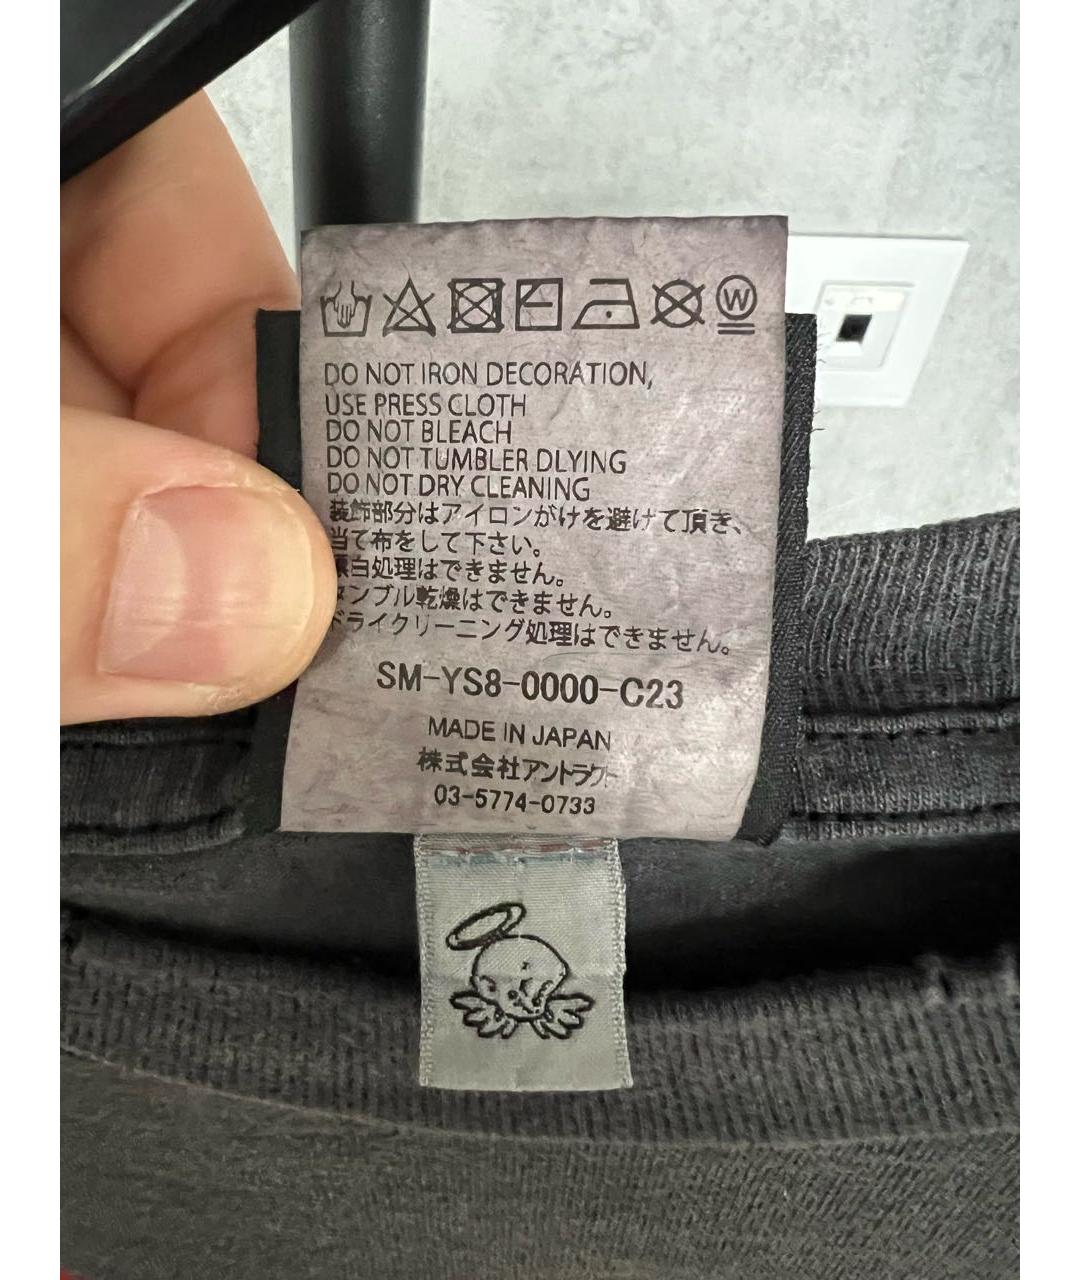 W
DO NOT IRON DECORATION,
USE PRESS CLOTH
DO NOT BLEACH
DO NOT TUMBLER DLYING
DO NOT DRY CLEANING
装飾部分はアイロンがけを避けて頂き、
当て布をして下さい。
漂白処理はできません。
タンブル乾燥はできません。
ドライクリーニング処理はできません。
SM-YS8-0000-C23
MADE IN JAPAN
株式会社アントラクト
03-5774-0733